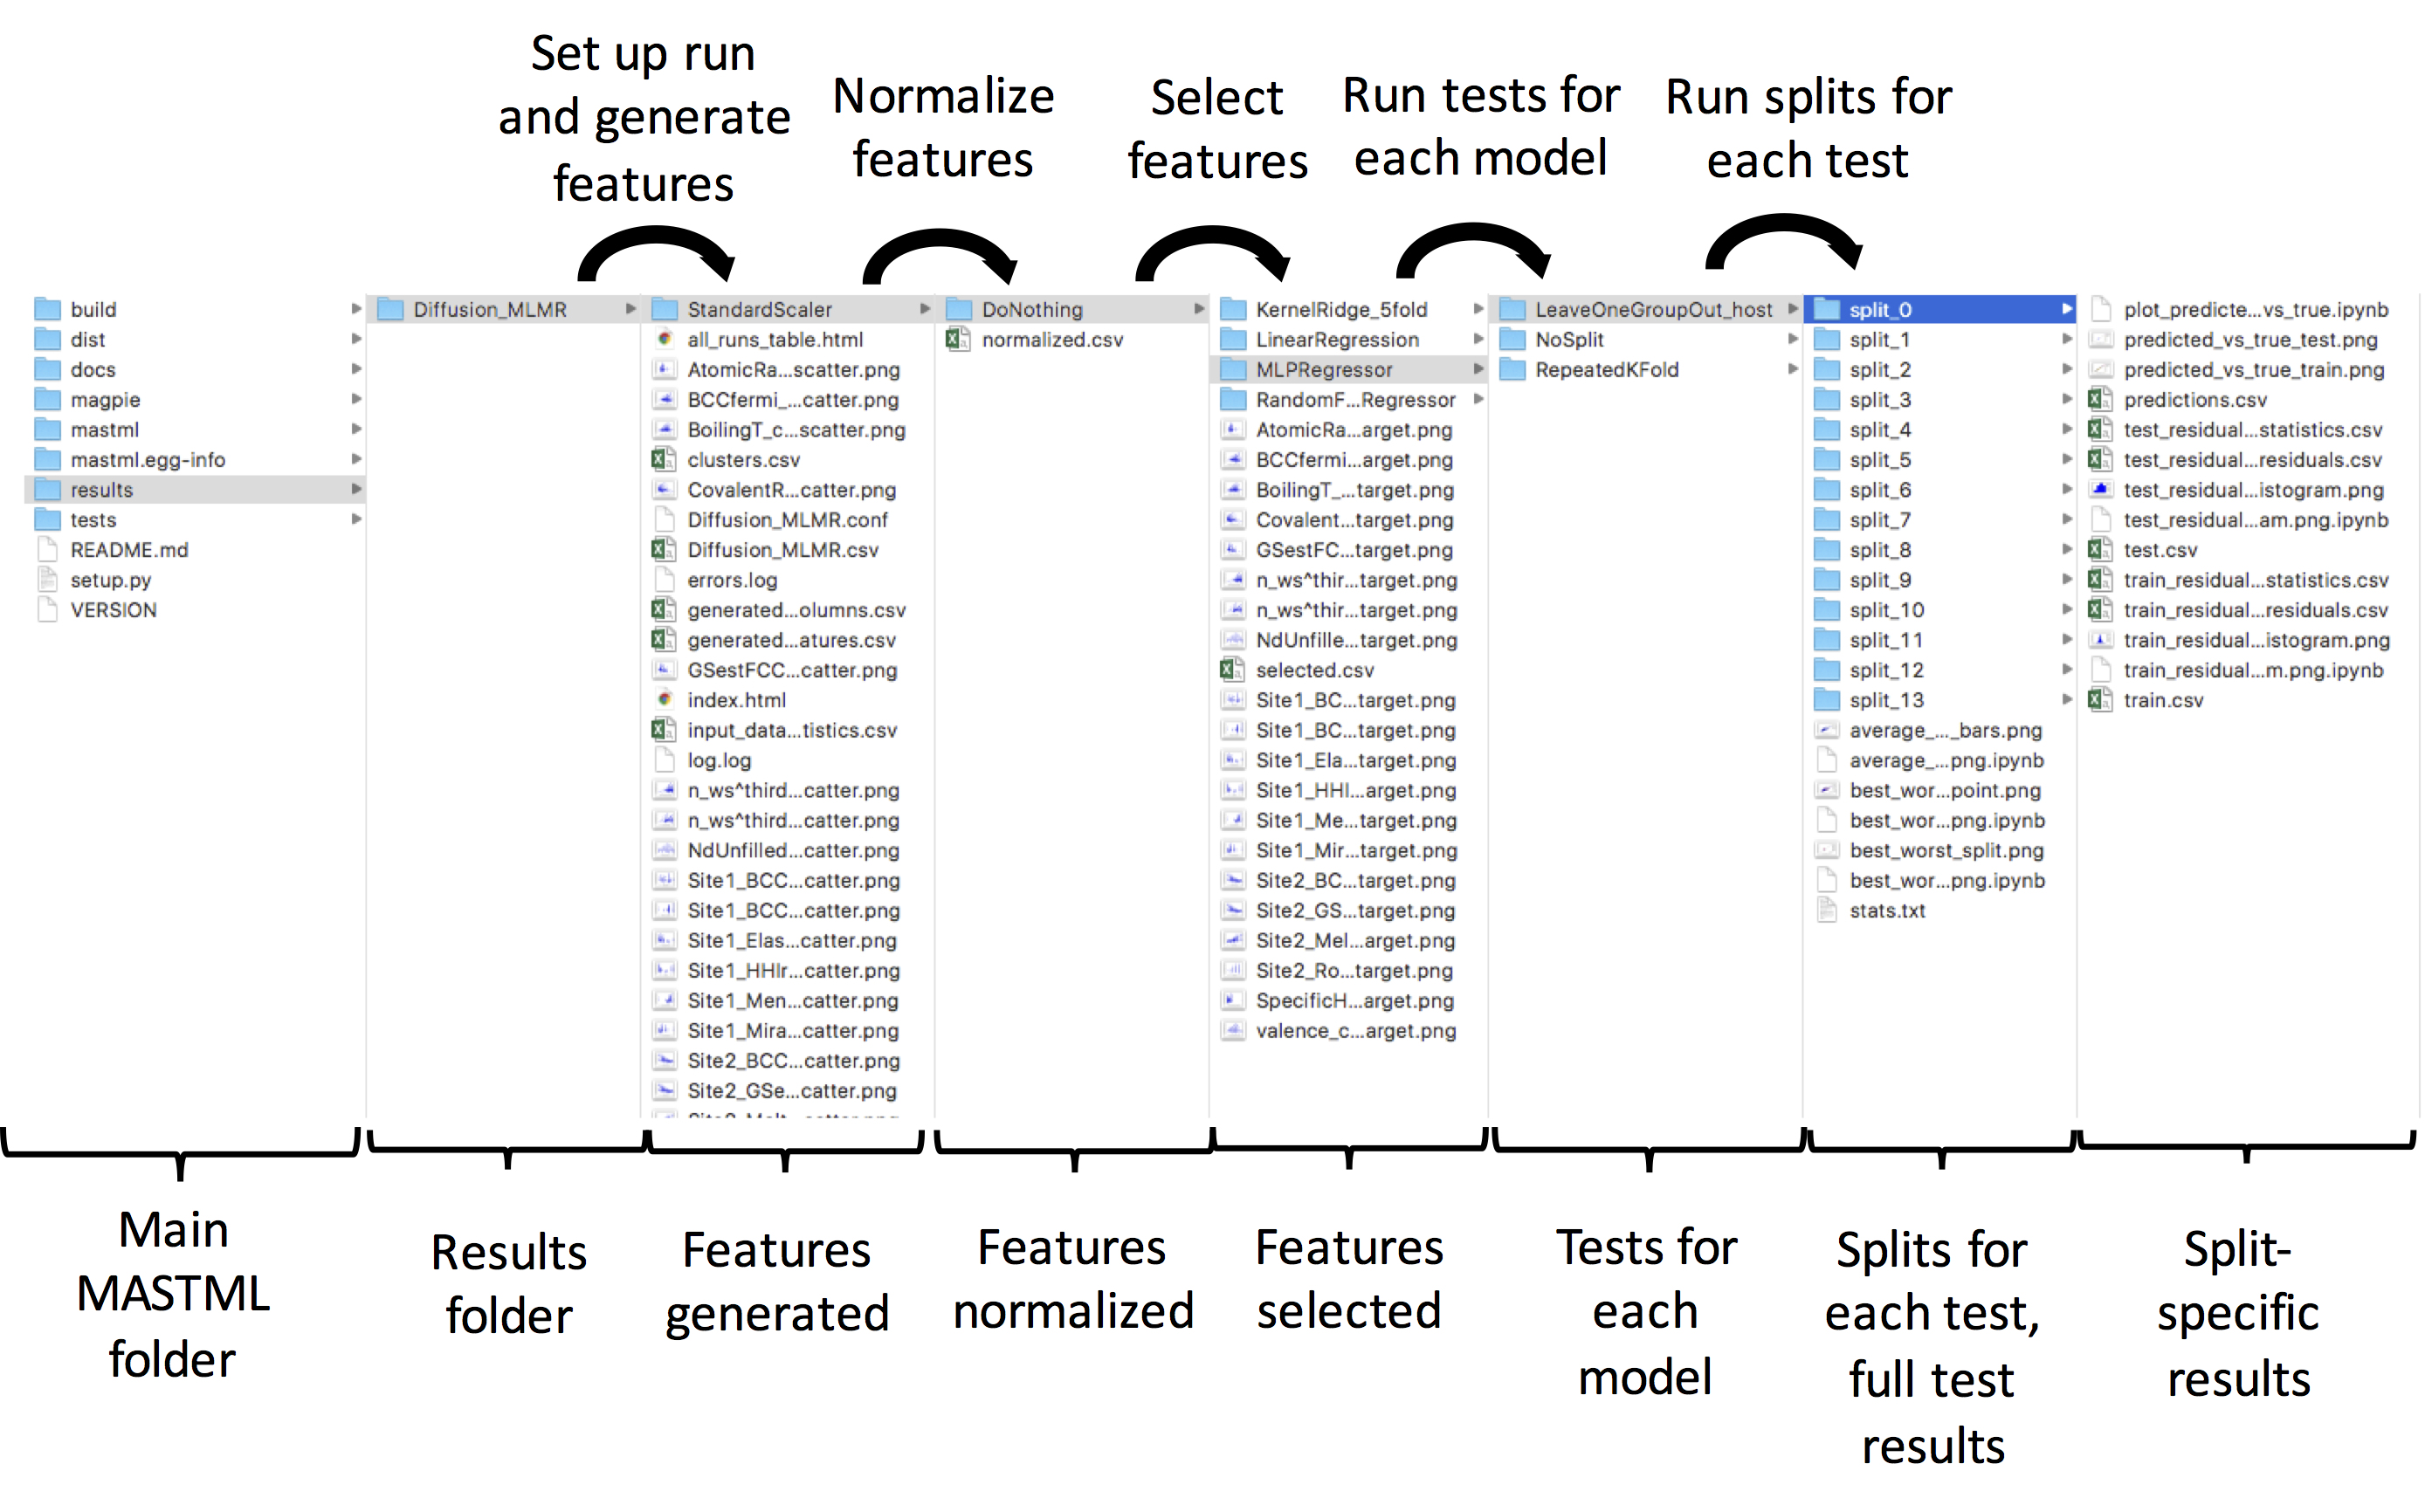 Set up run
and generate
features
Normalize
features
Select
features
Run tests for
each model
Run splits for
each test
build
dist
docs
magpie
mastml
mastml.egg-info
results
tests
README.md
setup.py
VERSION
Diffusion_MLMR
StandardScaler
all_runs_table.html
AtomicRa...scatter.png
BCCfermi_...catter.png
BoilingT_c...scatter.png
clusters.csv
CovalentR...catter.png
Diffusion_MLMR.conf
Diffusion_MLMR.csv
errors.log
generated...olumns.csv
generated...atures.csv
GSestFCC...catter.png
index.html
input_data...tistics.csv
log.log
n_ws^third...catter.png
n_ws^third...catter.png
NdUnfilled...catter.png
Site1_BCC...catter.png
Site1_BCC...catter.png
Site1_Elas...catter.png
Site1_HHIr...catter.png
Site1_Men...catter.png
Site1_Mira...catter.png
Site2_BCC...catter.png
Site2_GSe...catter.png
DoNothing
normalized.csv
KernelRidge_5fold
LinearRegression
MLPRegressor
RandomF...Regressor
AtomicRa...arget.png
BCCfermi...arget.png
BoilingT_...target.png
Covalent...target.png
GSestFC...target.png
n_ws^thir...target.png
n_ws^thir...target.png
NdUnfille...target.png
selected.csv
Site1_BC...target.png
Site1_BC...target.png
Site1_Ela...target.png
Site1_HHI...arget.png
Site1_Me...target.png
Site1_Mir...target.png
Site2_BC...target.png
Site2_GS...target.png
Site2_Mel...arget.png
Site2_Ro...target.png
SpecificH...arget.png
valence_c...arget.png
LeaveOneGroupOut_host
NoSplit
RepeatedKFold
split_0
split_1
split_2
split_3
split_4
split_5
split_6
split_7
split_8
split_9
split_10
split_11
split_12
split_13
average_..._bars.png
average_...png.ipynb
best_wor...point.png
best_wor...png.ipynb
best_worst_split.png
best_wor...png.ipynb
stats.txt
plot_predicte...vs_true.ipynb
predicted_vs_true_test.png
predicted_vs_true_train.png
predictions.csv
test_residual...statistics.csv
test_residual...residuals.csv
test_residual...istogram.png
test_residual...am.png.ipynb
test.csv
train_residual...statistics.csv
train_residual...residuals.csv
train_residual...istogram.png
train_residual...m.png.ipynb
train.csv
Main
MASTML
folder
Results
folder
Features
generated
Features
normalized
Features
selected
Tests for
each
model
Splits for
each test,
full test
results
Split-
specific
results